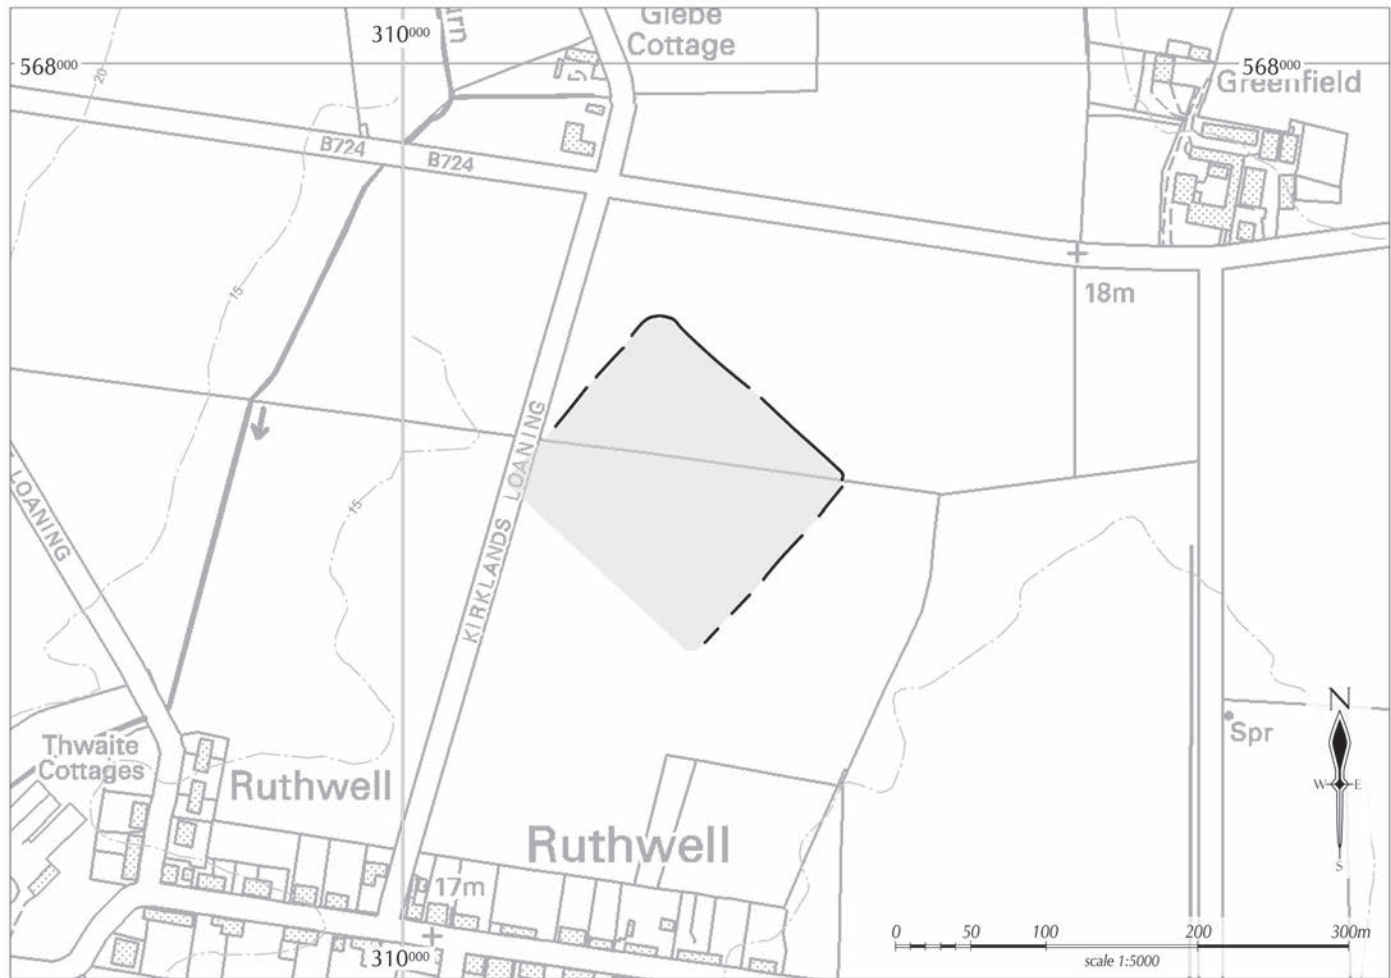 Glebe
Cottage
310000
568000
568000
Greenfield
20
B724
B724
18m
15
15
KIRKLANDS LOANING
LOANING
Thwaite
Cottages
Ruthwell
Ruthwell
17m
Spr
N
W E
S
0 50 100 200 300m
scale 1:5000
310000